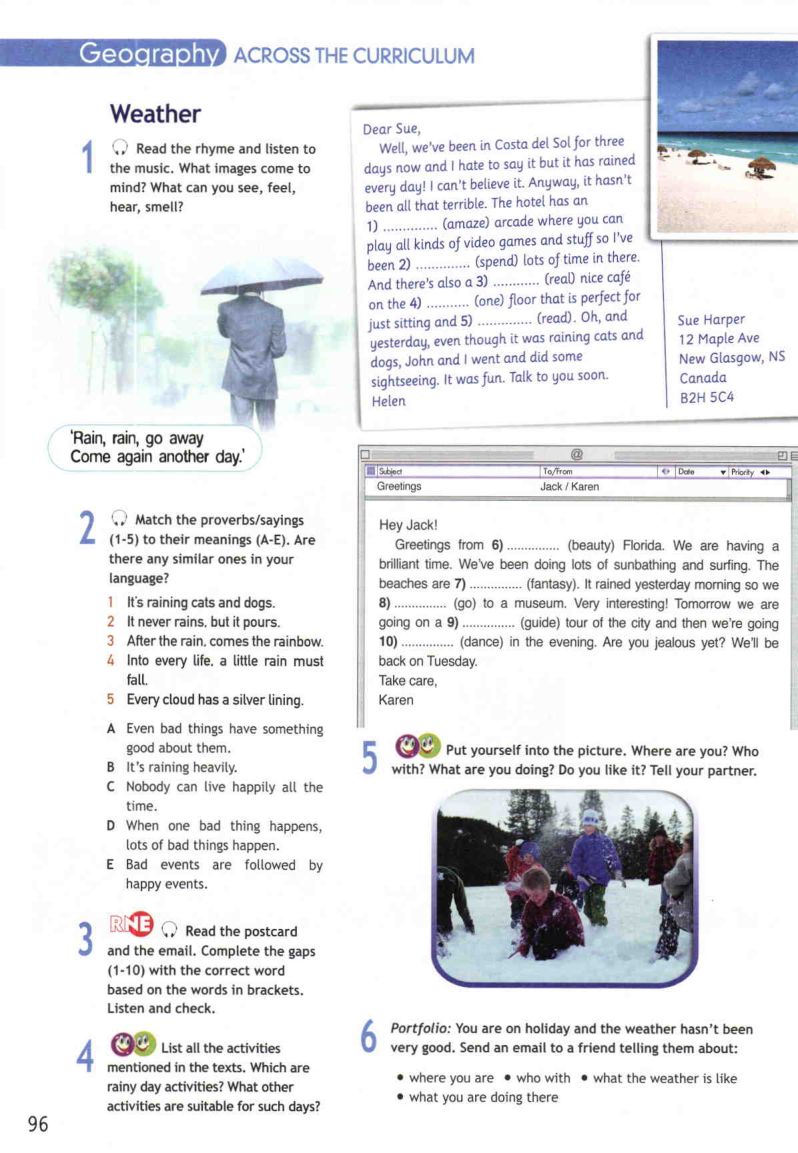 Geography ACROSS THE CURRICULUM
Weather
1 Read the rhyme and listen to
the music. What images come to
mind? What can you see, feel,
hear, smell?
'Rain, rain, go away
Come again another day.'
2 Match the proverbs/sayings
(1-5) to their meanings (A-E). Are
there any similar ones in your
language?
1 It's raining cats and dogs.
2 It never rains, but it pours.
3 After the rain, comes the rainbow.
4 Into every life, a little rain must
fall.
5 Every cloud has a silver lining.
A Even bad things have something
good about them.
B It's raining heavily.
C Nobody can live happily all the
time.
D When one bad thing happens,
lots of bad things happen.
E Bad events are followed by
happy events.
3 RNE Read the postcard
and the email. Complete the gaps
(1-10) with the correct word
based on the words in brackets.
Listen and check.
4 List all the activities
mentioned in the texts. Which are
rainy day activities? What other
activities are suitable for such days?
96
Dear Sue,
Well, we've been in Costa del Sol for three
days now and I hate to say it but it has rained
every day! I can't believe it. Anyway, it hasn't
been all that terrible. The hotel has an
1) .............. (amaze) arcade where you can
play all kinds of video games and stuff so I've
been 2) .............. (spend) lots of time in there.
And there's also a 3) ............ (real) nice café
on the 4) ........... (one) floor that is perfect for
just sitting and 5) .............. (read). Oh, and
yesterday, even though it was raining cats and
dogs, John and I went and did some
sightseeing. It was fun. Talk to you soon.
Helen
Sue Harper
12 Maple Ave
New Glasgow, NS
Canada
B2H 5C4
@
Subject To/From Date Priority
Greetings Jack / Karen
Hey Jack!
Greetings from 6) ............... (beauty) Florida. We are having a
brilliant time. We've been doing lots of sunbathing and surfing. The
beaches are 7) ............... (fantasy). It rained yesterday morning so we
8) ............... (go) to a museum. Very interesting! Tomorrow we are
going on a 9) ............... (guide) tour of the city and then we're going
10) ............... (dance) in the evening. Are you jealous yet? We'll be
back on Tuesday.
Take care,
Karen
5 Put yourself into the picture. Where are you? Who
with? What are you doing? Do you like it? Tell your partner.
6 Portfolio: You are on holiday and the weather hasn't been
very good. Send an email to a friend telling them about:
• where you are • who with • what the weather is like
• what you are doing there